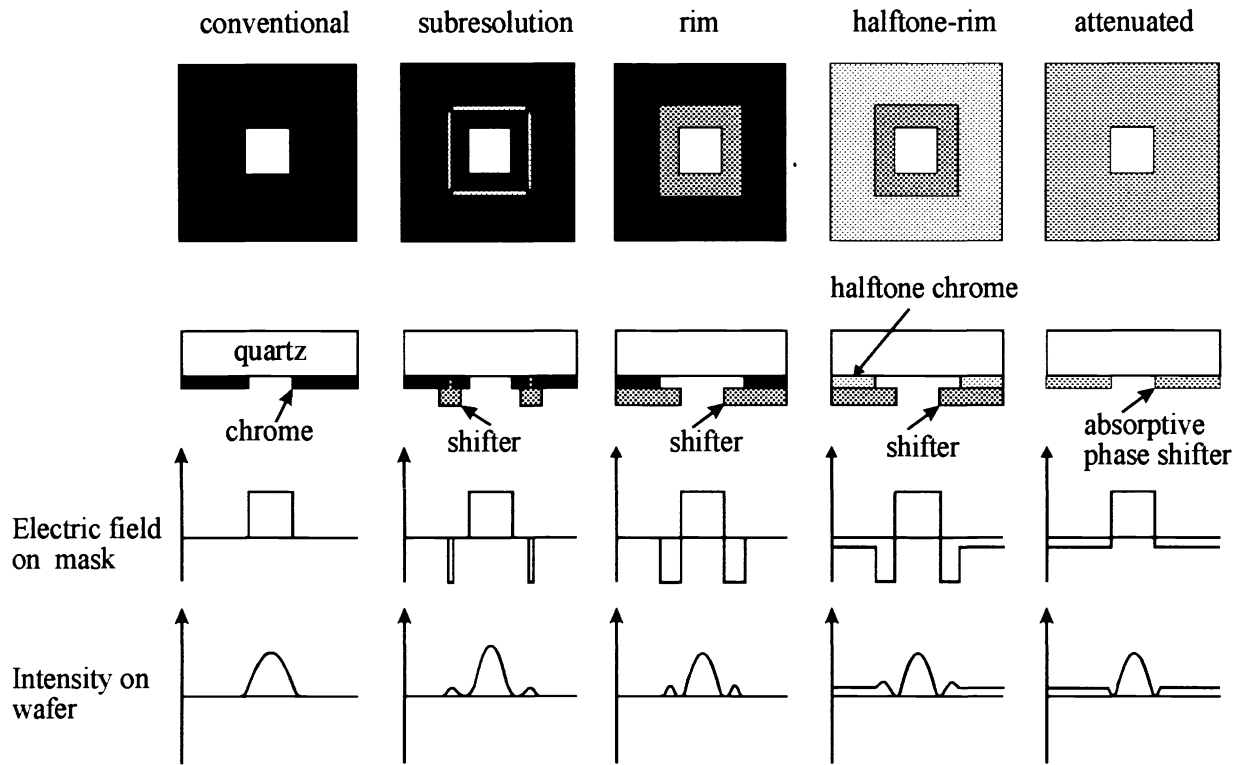 conventional
subresolution
rim
halftone-rim
attenuated
halftone chrome
quartz
chrome
shifter
shifter
shifter
absorptive
phase shifter
Electric field
on mask
Intensity on
wafer